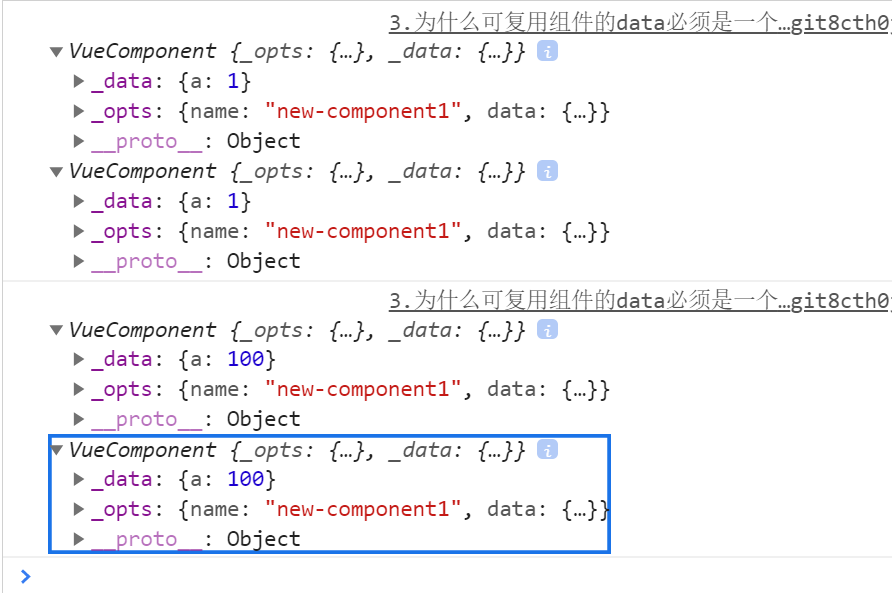 3.为什么可复用组件的data必须是一个…git8cth0
▼VueComponent {_opts: {…}, _data: {…}} i
▶_data: {a: 1}
▶_opts: {name: "new-component1", data: {…}}
▶__proto__: Object
▼VueComponent {_opts: {…}, _data: {…}} i
▶_data: {a: 1}
▶_opts: {name: "new-component1", data: {…}}
▶__proto__: Object
3.为什么可复用组件的data必须是一个…git8cth0
▼VueComponent {_opts: {…}, _data: {…}} i
▶_data: {a: 100}
▶_opts: {name: "new-component1", data: {…}}
▶__proto__: Object
▼VueComponent {_opts: {…}, _data: {…}} i
▶_data: {a: 100}
▶_opts: {name: "new-component1", data: {…}}
▶__proto__: Object
>